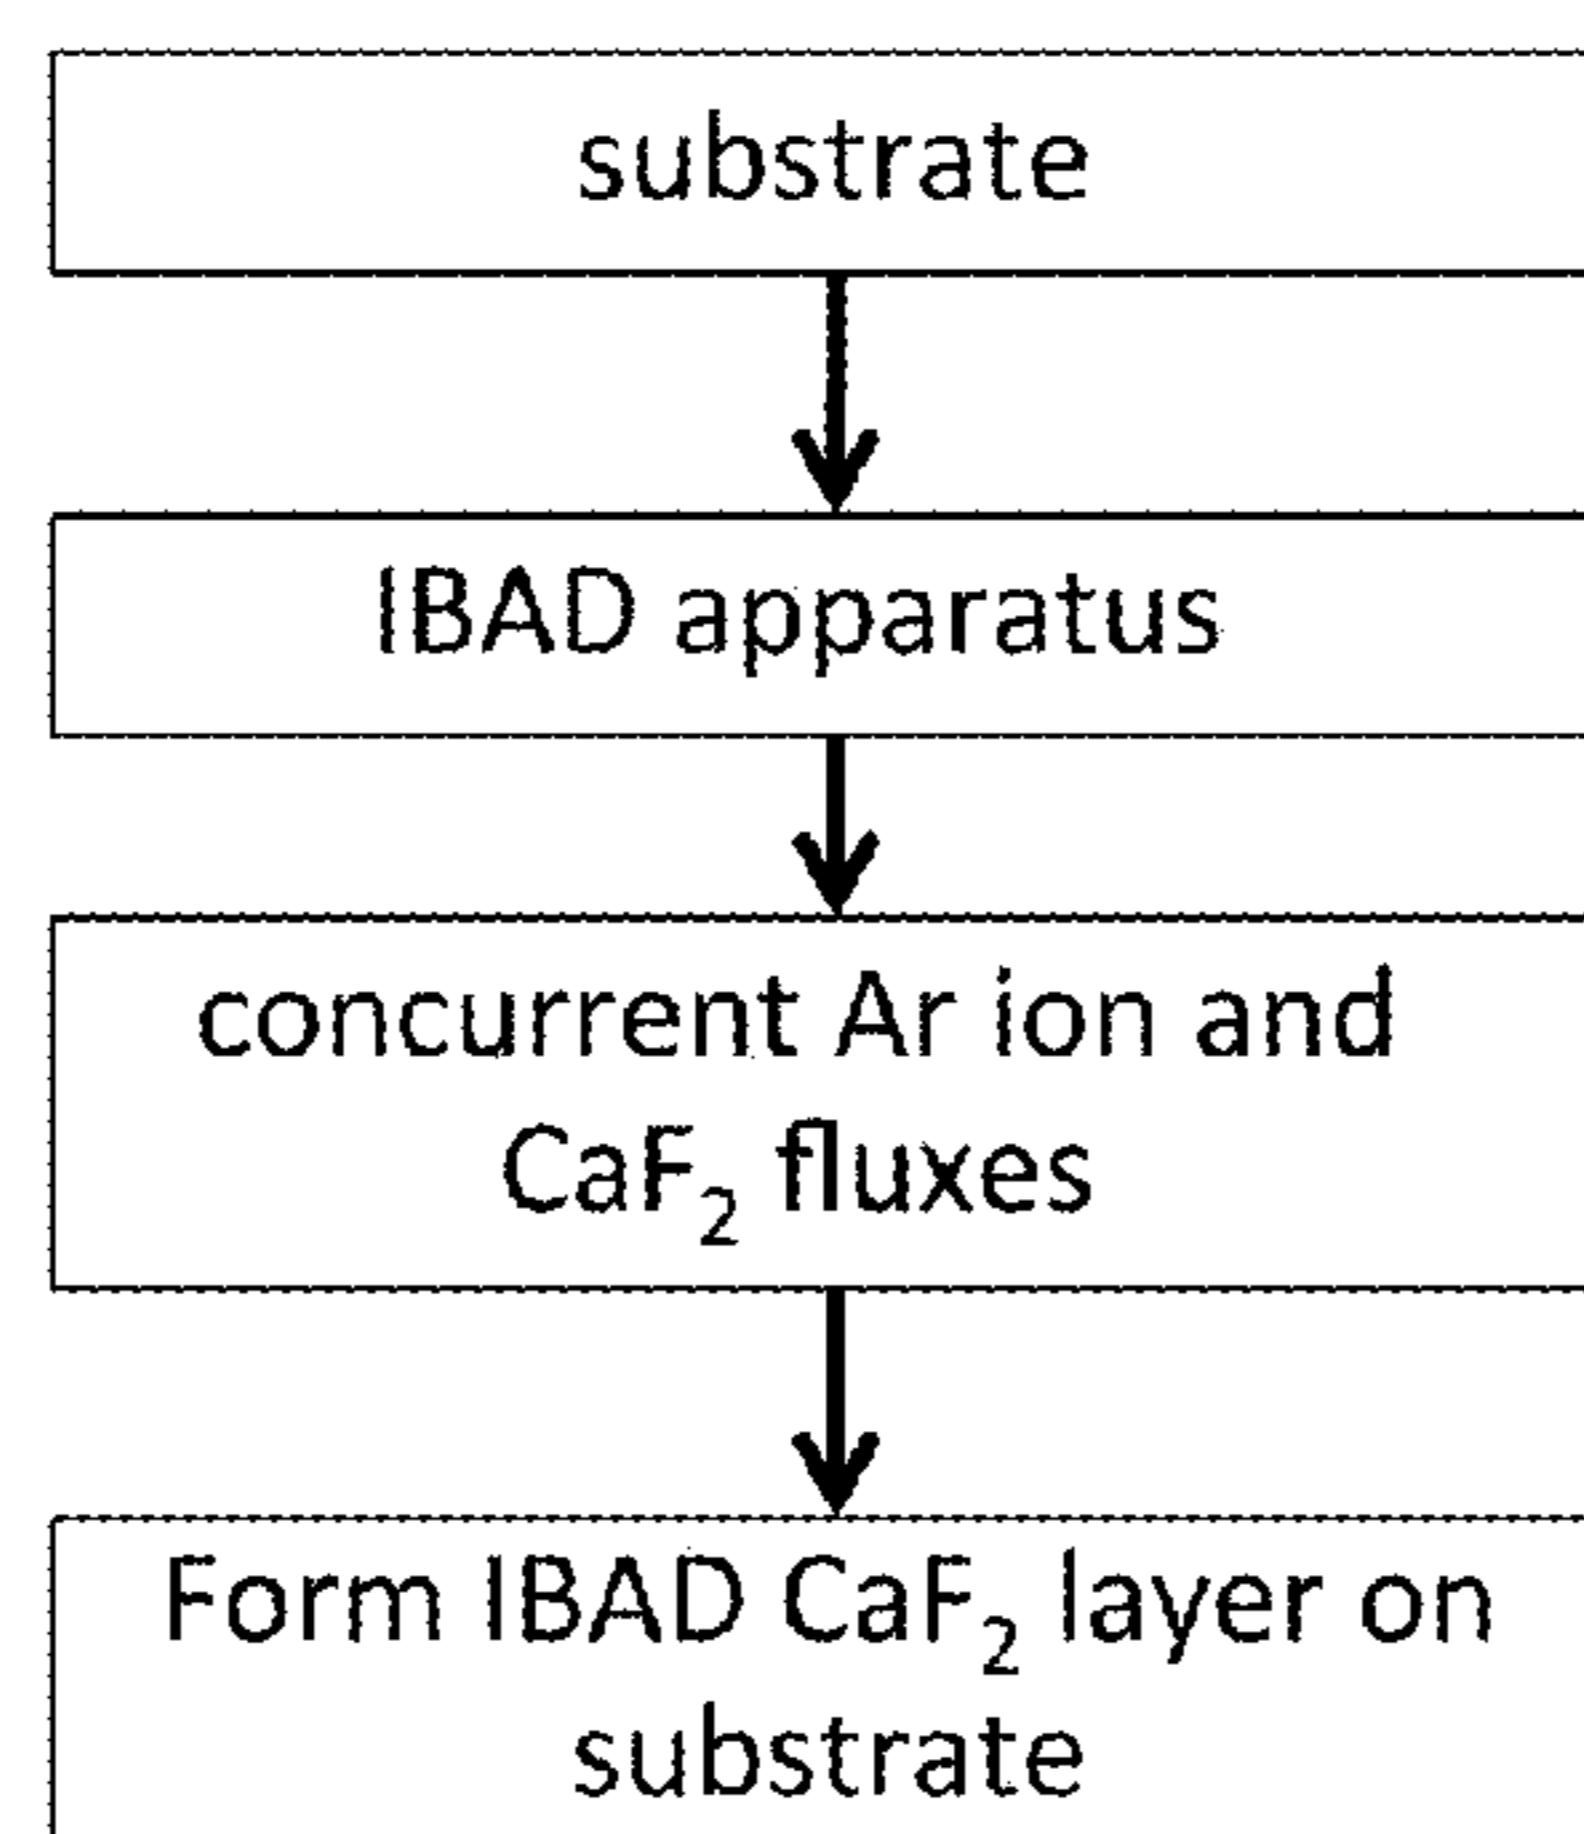 substrate
IBAD apparatus
concurrent Ar ion and
CaF₂ fluxes
Form IBAD CaF₂ layer on
substrate